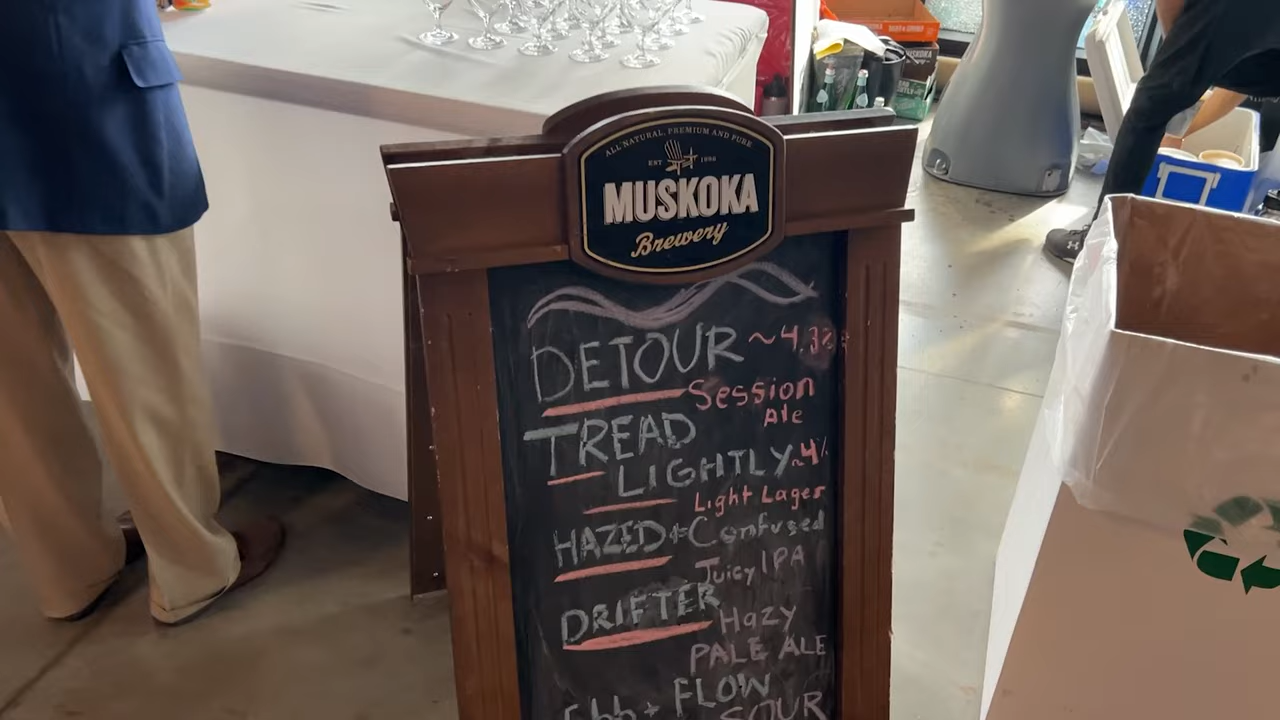 ALL NATURAL, PREMIUM AND PURE
EST 1996
MUSKOKA
Brewery
DETOUR ~4.3%
Session
Ale
TREAD
LIGHTLY ~4%
Light Lager
HAZED + Confused
Juicy IPA
DRIFTER
Hazy
PALE ALE
Ebb + FLOW
SOUR